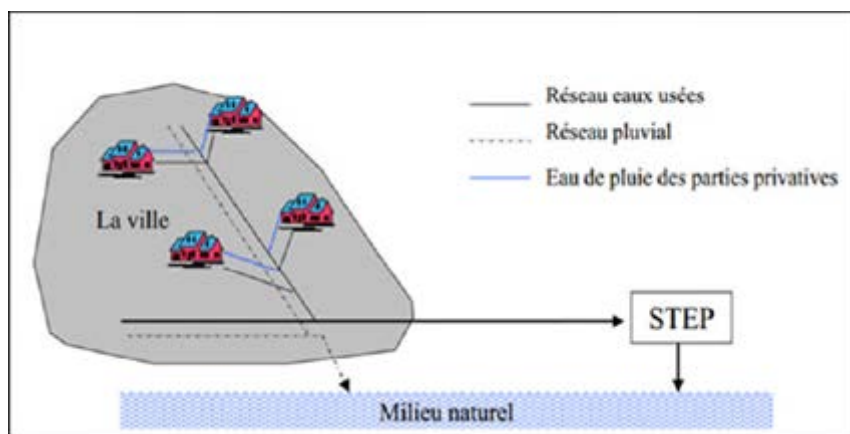 Réseau eaux usées
Réseau pluvial
Eau de pluie des parties privatives
La ville
STEP
Milieu naturel